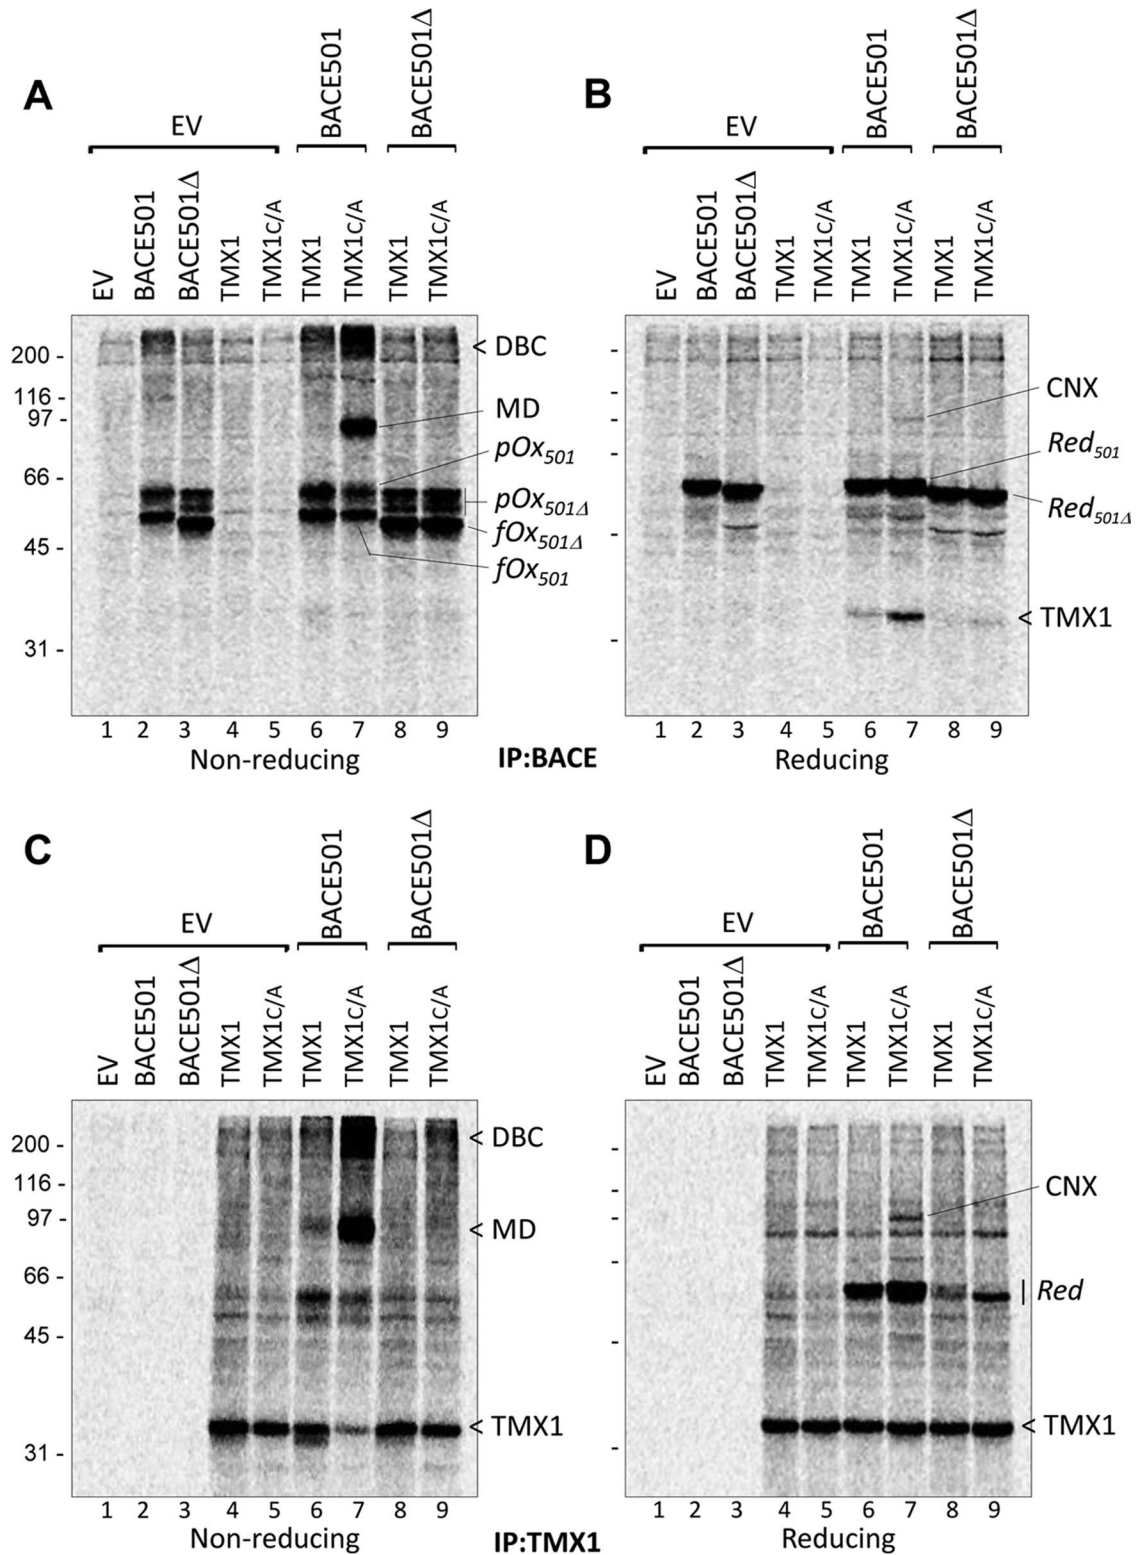 A
EV
BACE501
BACE501Δ
EV
BACE501
BACE501Δ
TMX1
TMX1C/A
TMX1
TMX1C/A
TMX1
TMX1C/A
200 -
116 -
97 -
66 -
45 -
31 -
< DBC
MD
pOx501
pOx501Δ
fOx501Δ
fOx501
1 2 3 4 5 6 7 8 9
Non-reducing
B
EV
BACE501
BACE501Δ
EV
BACE501
BACE501Δ
TMX1
TMX1C/A
TMX1
TMX1C/A
TMX1
TMX1C/A
CNX
Red501
Red501Δ
< TMX1
1 2 3 4 5 6 7 8 9
Reducing
IP:BACE
C
EV
BACE501
BACE501Δ
EV
BACE501
BACE501Δ
TMX1
TMX1C/A
TMX1
TMX1C/A
TMX1
TMX1C/A
200 -
116 -
97 -
66 -
45 -
31 -
< DBC
< MD
< TMX1
1 2 3 4 5 6 7 8 9
Non-reducing
D
EV
BACE501
BACE501Δ
EV
BACE501
BACE501Δ
TMX1
TMX1C/A
TMX1
TMX1C/A
TMX1
TMX1C/A
CNX
Red
< TMX1
1 2 3 4 5 6 7 8 9
Reducing
IP:TMX1